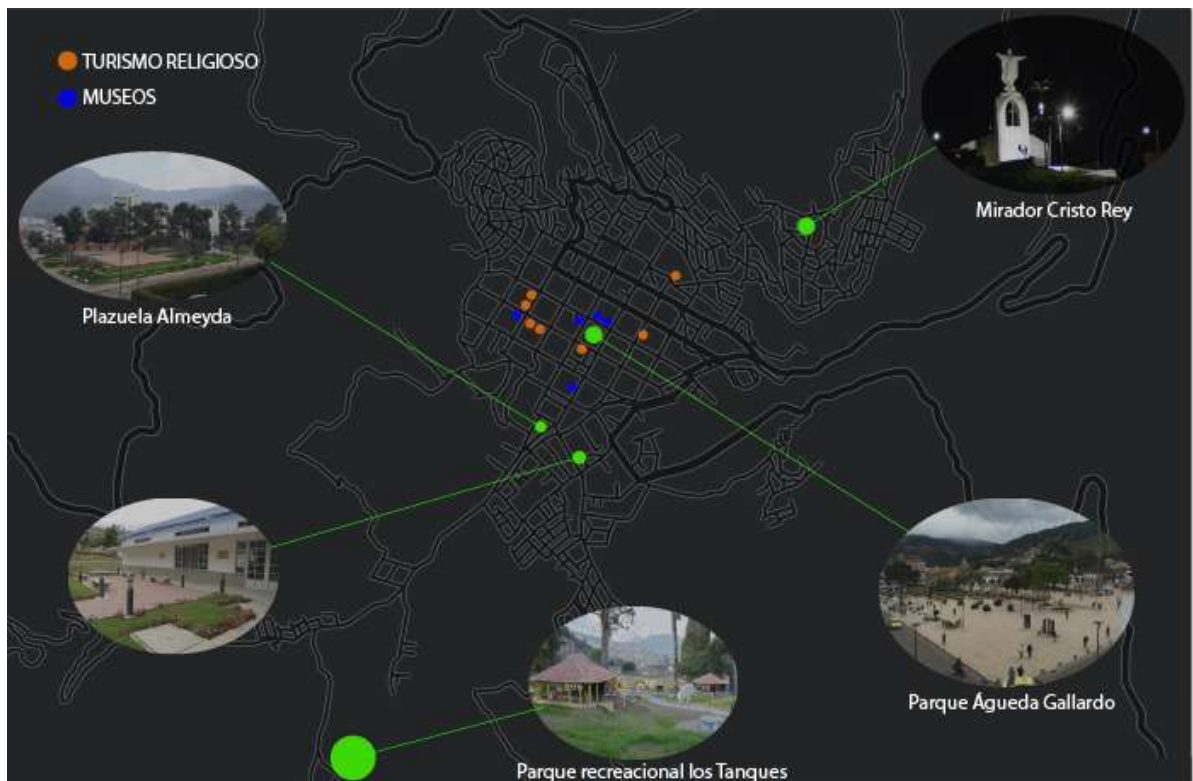 TURISMO RELIGIOSO
MUSEOS
Mirador Cristo Rey
Plazuela Almeyda
Parque Águeda Gallardo
Parque recreacional los Tanques